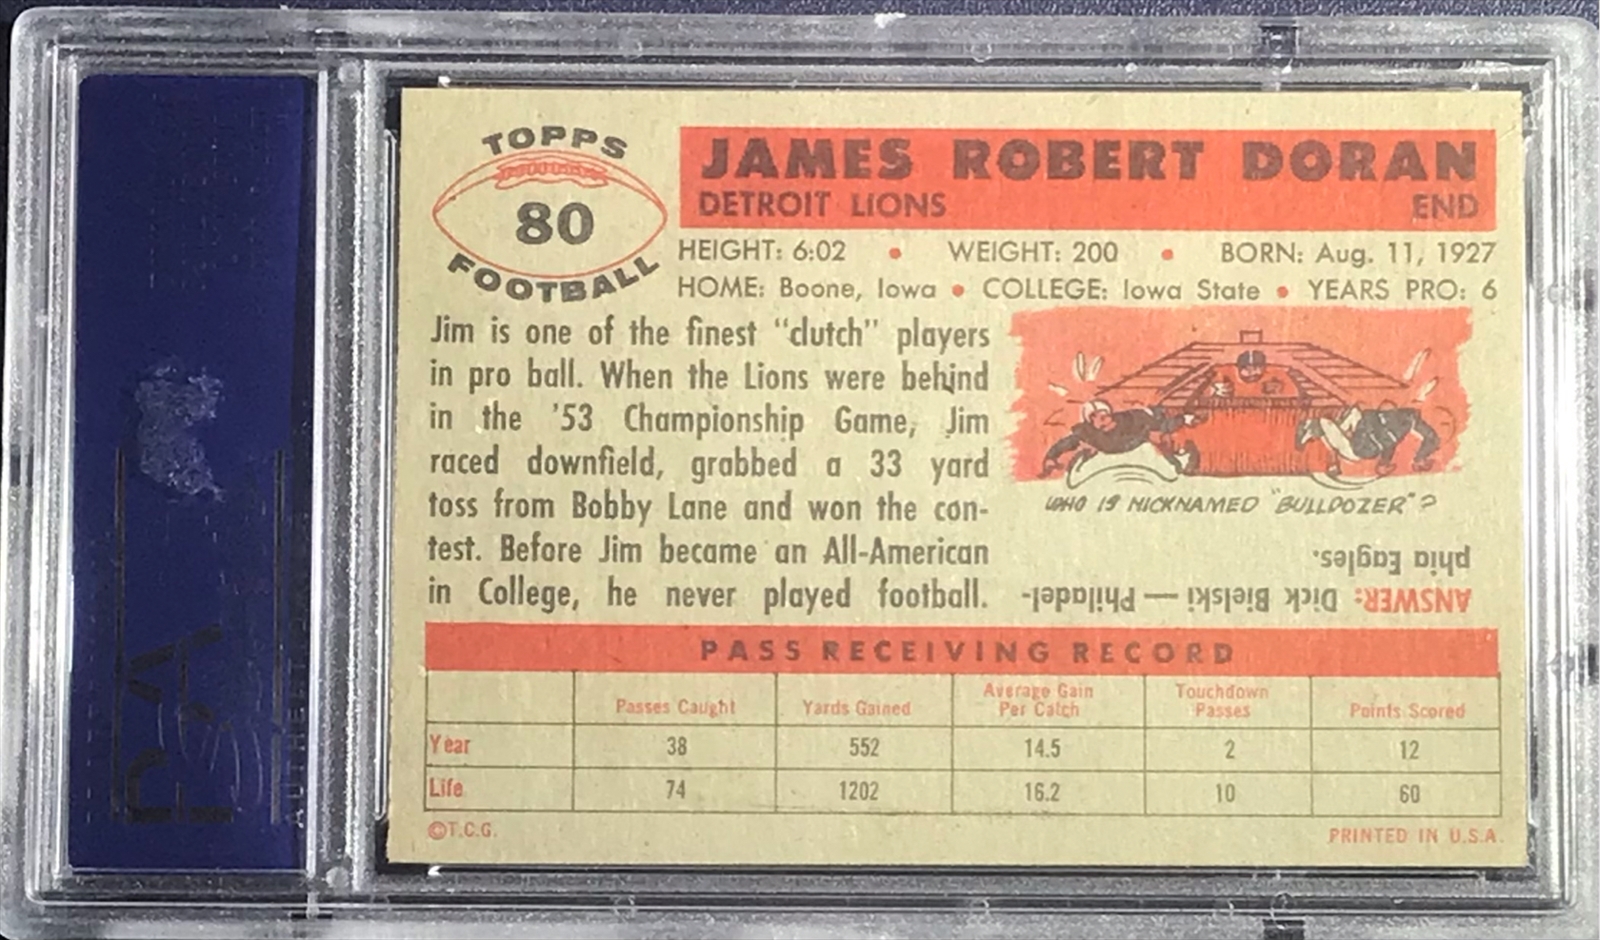 TOPPS
80
FOOTBALL
JAMES ROBERT DORAN
DETROIT LIONS END
HEIGHT: 6:02 • WEIGHT: 200 • BORN: Aug. 11, 1927
HOME: Boone, Iowa • COLLEGE: Iowa State • YEARS PRO: 6
Jim is one of the finest "clutch" players
in pro ball. When the Lions were behind
in the '53 Championship Game, Jim
raced downfield, grabbed a 33 yard
toss from Bobby Lane and won the con-
test. Before Jim became an All-American
in College, he never played football.
WHO IS NICKNAMED "BULLDOZER"?
ANSWER: Dick Bielski — Philadel-
phia Eagles.
PASS RECEIVING RECORD
Passes Caught Yards Gained Average Gain Per Catch Touchdown Passes Points Scored
Year 38 552 14.5 2 12
Life 74 1202 16.2 10 60
©T.C.G. PRINTED IN U.S.A.